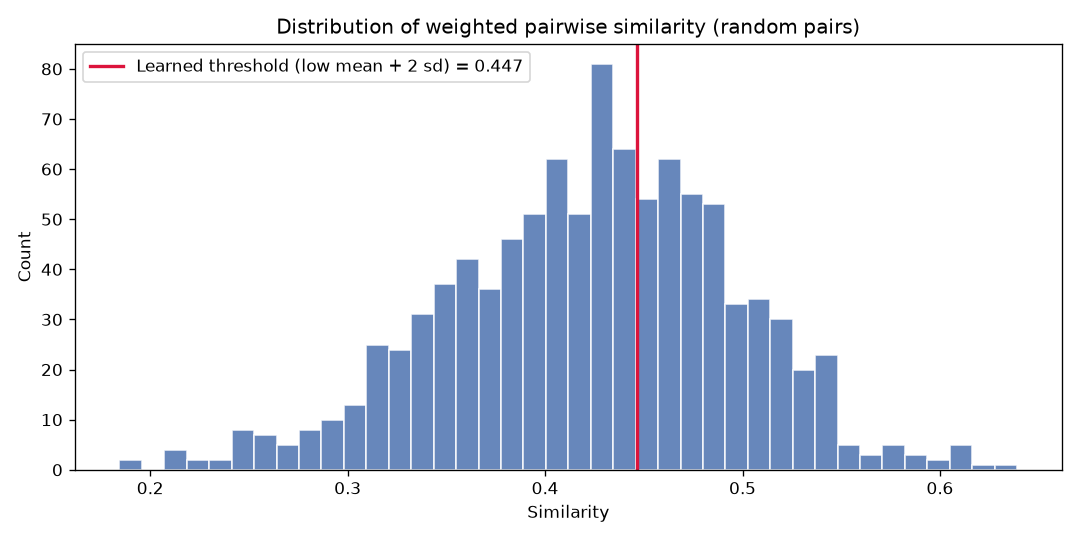 Distribution of weighted pairwise similarity (random pairs)
Learned threshold (low mean + 2 sd) = 0.447
80
70
60
50
40
30
20
10
0
Count
0.2 0.3 0.4 0.5 0.6
Similarity